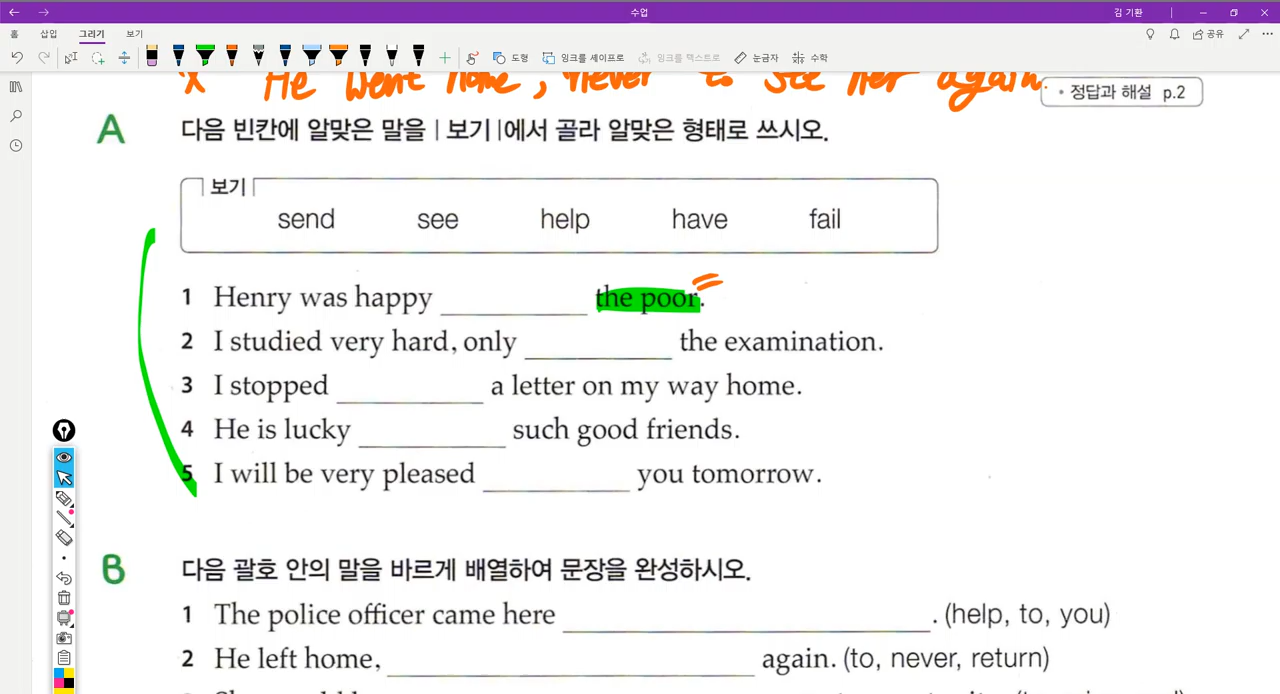 수업
김 기환
홈 삽입 그리기 보기
도형 잉크를 셰이프로 잉크를 텍스트로 눈금자 수학
공유
X He went home, never to see her again.
• 정답과 해설 p.2
A 다음 빈칸에 알맞은 말을 | 보기 |에서 골라 알맞은 형태로 쓰시오.
보기
send see help have fail
1 Henry was happy __________ the poor.
2 I studied very hard, only __________ the examination.
3 I stopped __________ a letter on my way home.
4 He is lucky __________ such good friends.
5 I will be very pleased __________ you tomorrow.
B 다음 괄호 안의 말을 바르게 배열하여 문장을 완성하시오.
1 The police officer came here __________. (help, to, you)
2 He left home, __________ again. (to, never, return)